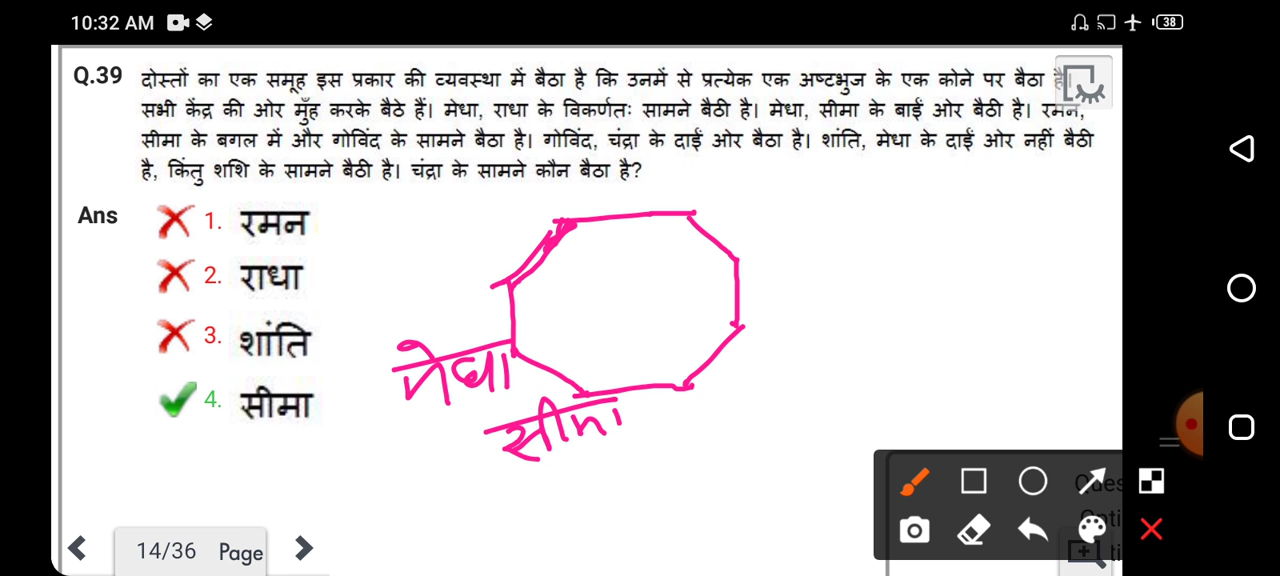 10:32 AM
38
Q.39 दोस्तों का एक समूह इस प्रकार की व्यवस्था में बैठा है कि उनमें से प्रत्येक एक अष्टभुज के एक कोने पर बैठा है।
सभी केंद्र की ओर मुँह करके बैठे हैं। मेधा, राधा के विकर्णतः सामने बैठी है। मेधा, सीमा के बाईं ओर बैठी है। रमन,
सीमा के बगल में और गोविंद के सामने बैठा है। गोविंद, चंद्रा के दाईं ओर बैठा है। शांति, मेधा के दाईं ओर नहीं बैठी
है, किंतु शशि के सामने बैठी है। चंद्रा के सामने कौन बैठा है?
Ans
1. रमन
2. राधा
3. शांति
4. सीमा
मेधा
सीमा
14/36 Page